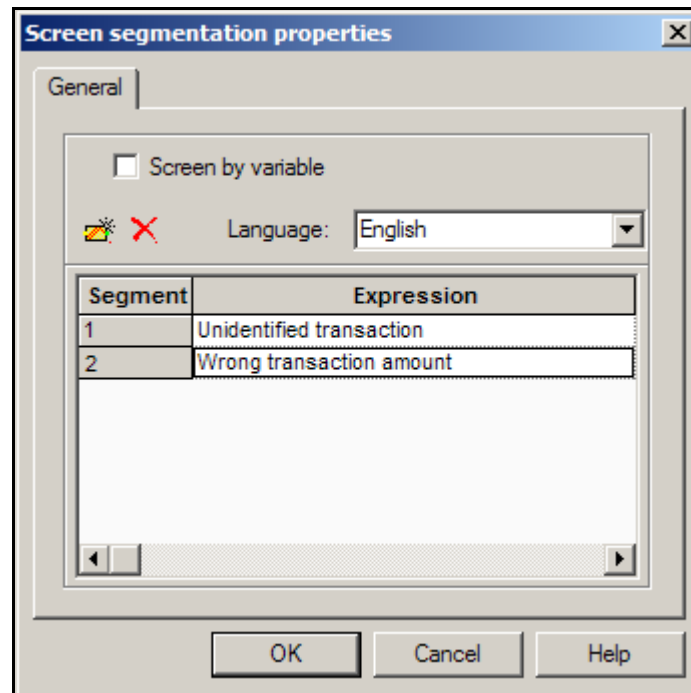 Screen segmentation properties
General
Screen by variable
Language: English
Segment Expression
1 Unidentified transaction
2 Wrong transaction amount
OK Cancel Help